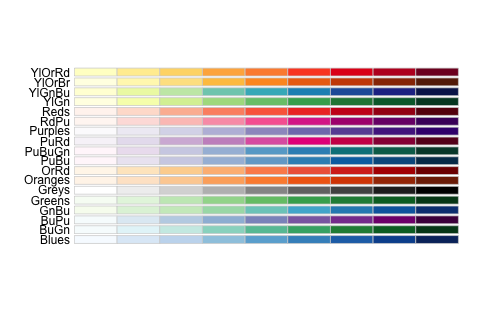 YlOrRd
YlOrBr
YlGnBu
YlGn
Reds
RdPu
Purples
PuRd
PuBuGn
PuBu
OrRd
Oranges
Greys
Greens
GnBu
BuPu
BuGn
Blues